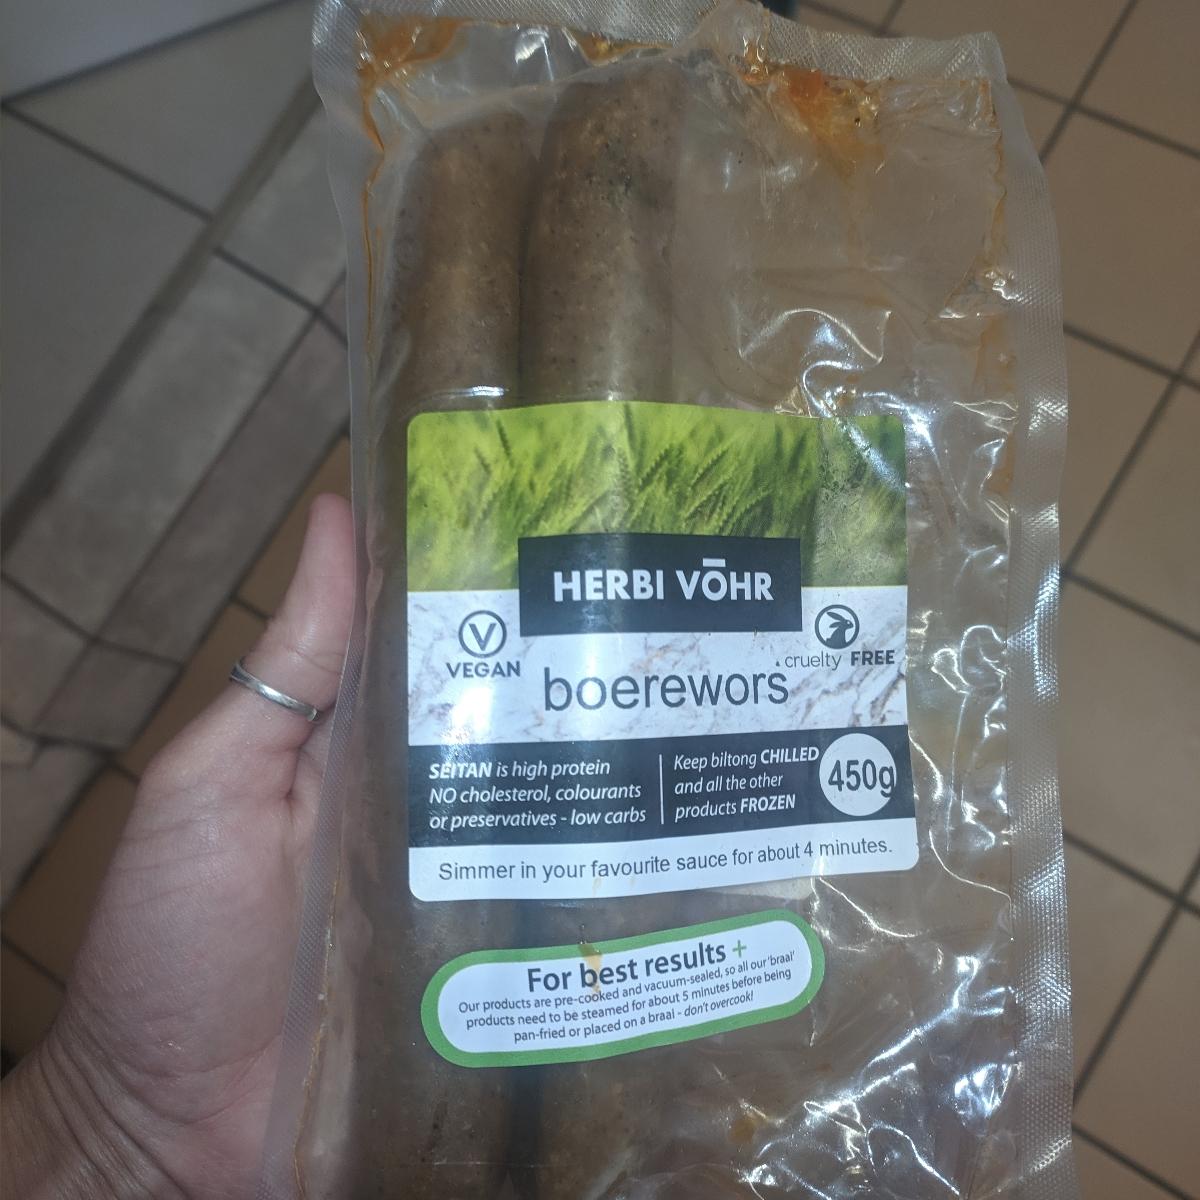 HERBI VŌHR
V
VEGAN
cruelty FREE
boerewors
SEITAN is high protein
NO cholesterol, colourants
or preservatives - low carbs
Keep biltong CHILLED
and all the other
products FROZEN
450g
Simmer in your favourite sauce for about 4 minutes.
For best results +
Our products are pre-cooked and vacuum-sealed, so all our 'braai'
products need to be steamed for about 5 minutes before being
pan-fried or placed on a braai - don't overcook!